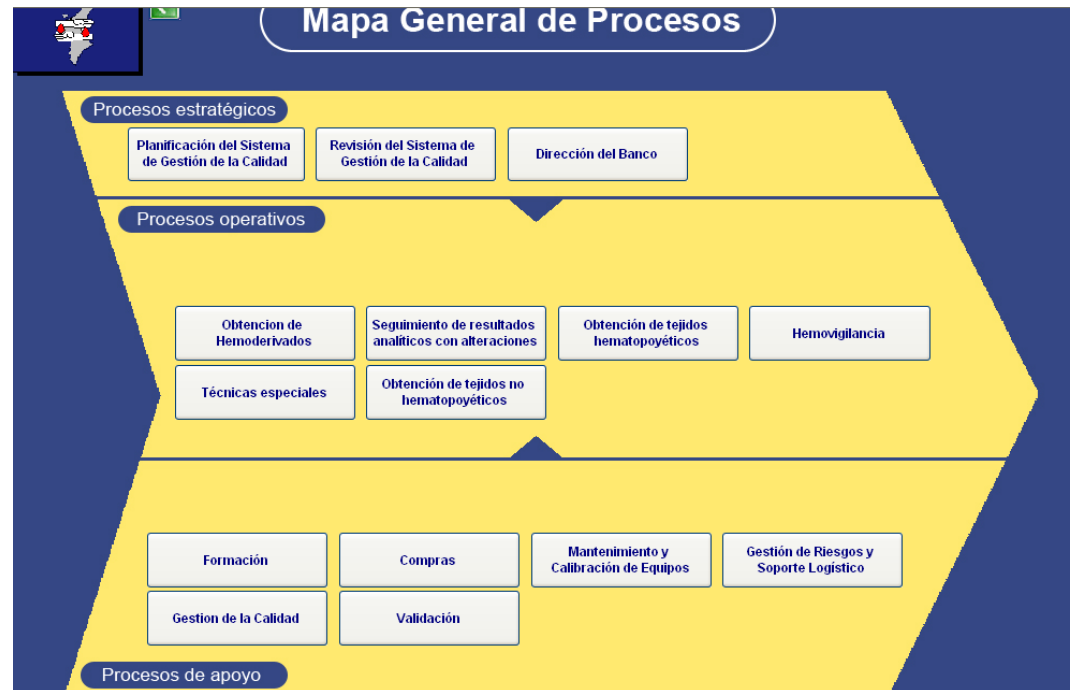 Mapa General de Procesos
Procesos estratégicos
Planificación del Sistema
de Gestión de la Calidad
Revisión del Sistema de
Gestión de la Calidad
Dirección del Banco
Procesos operativos
Obtencion de
Hemoderivados
Seguimiento de resultados
analíticos con alteraciones
Obtención de tejidos
hematopoyéticos
Hemovigilancia
Técnicas especiales
Obtención de tejidos no
hematopoyéticos
Formación
Compras
Mantenimiento y
Calibración de Equipos
Gestión de Riesgos y
Soporte Logístico
Gestion de la Calidad
Validación
Procesos de apoyo